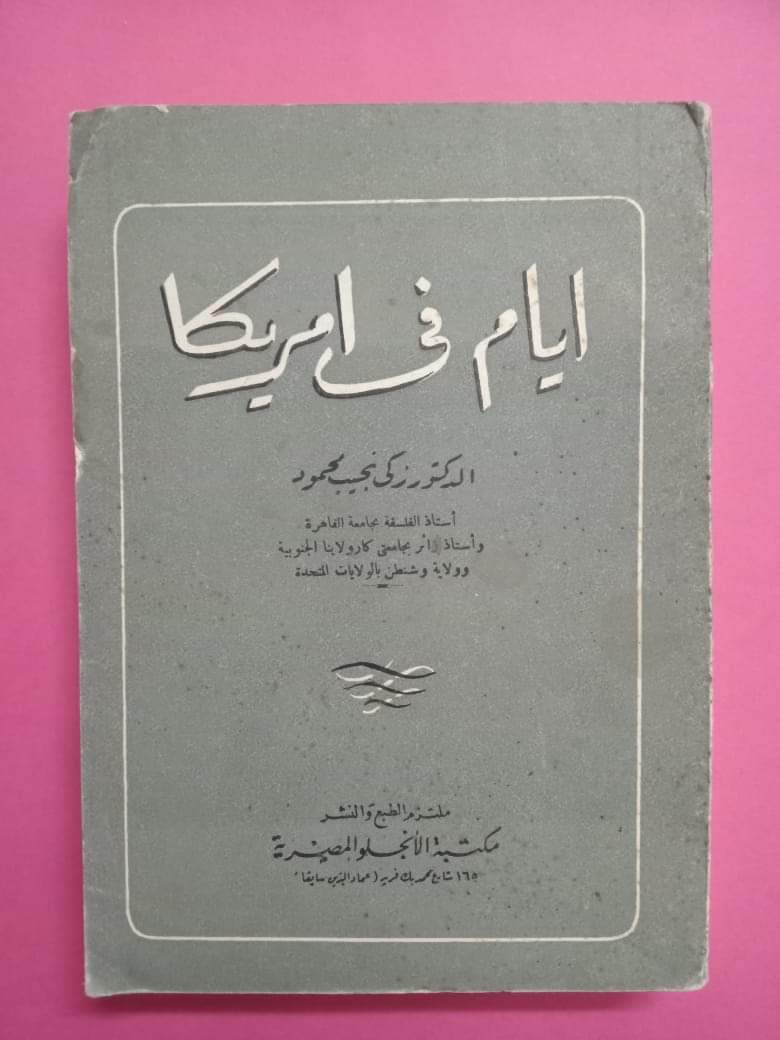 ايام فى امريكا
الدكتور زكى نجيب محمود
أستاذ الفلسفة بجامعة القاهرة
وأستاذ زائر بجامعتى كارولاينا الجنوبية
وولاية وشنطن بالولايات المتحدة
ملتزم الطبع والنشر
مكتبة الأنجلو المصرية
١٦٥ شارع محمد بك فريد (عماد الدين سابقا)